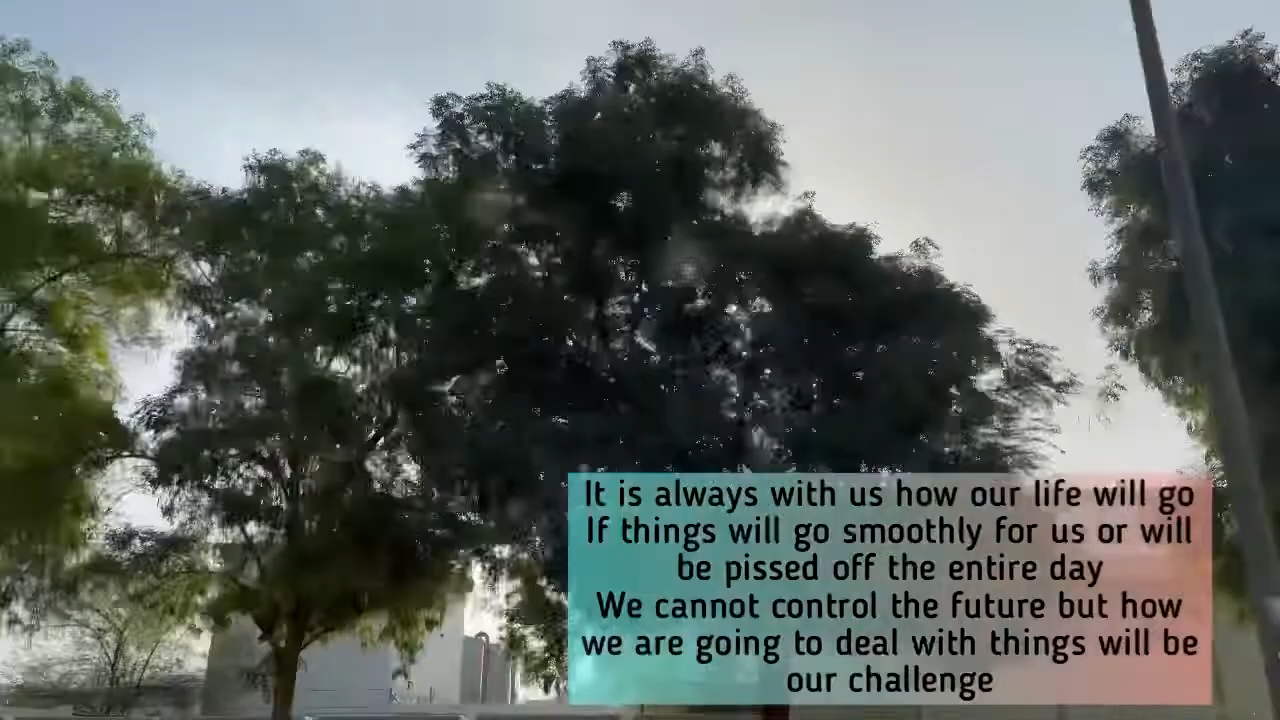 It is always with us how our life will go
If things will go smoothly for us or will
be pissed off the entire day
We cannot control the future but how
we are going to deal with things will be
our challenge